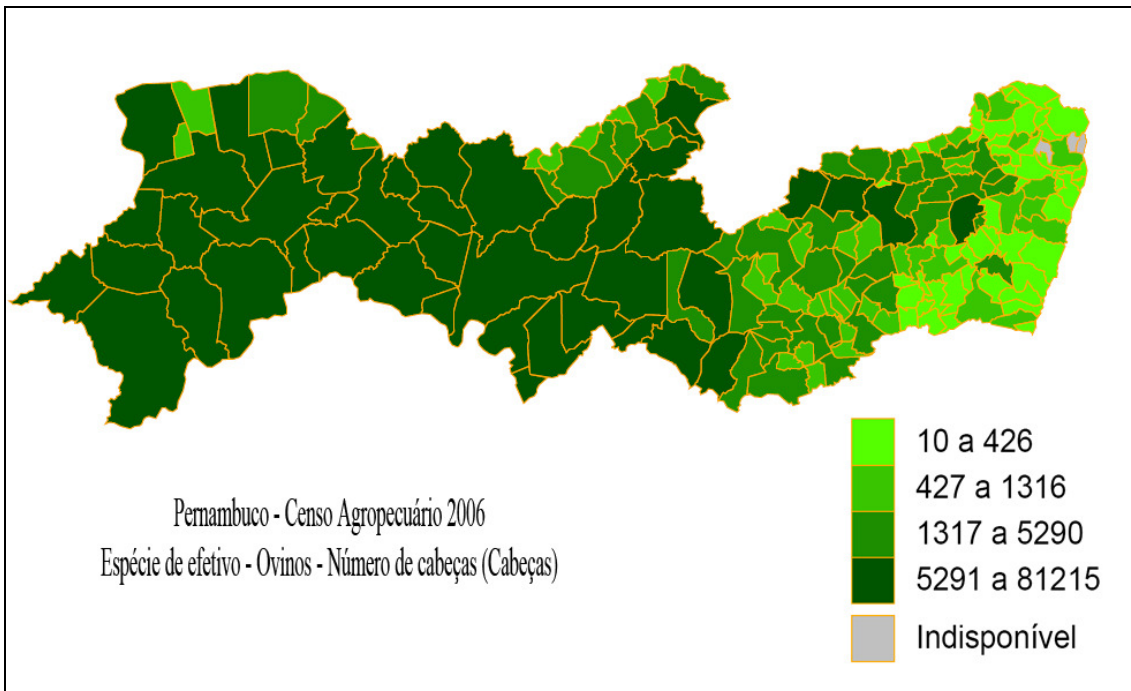 10 a 426
427 a 1316
1317 a 5290
5291 a 81215
Indisponível
Pernambuco - Censo Agropecuário 2006
Espécie de efetivo - Ovinos - Número de cabeças (Cabeças)